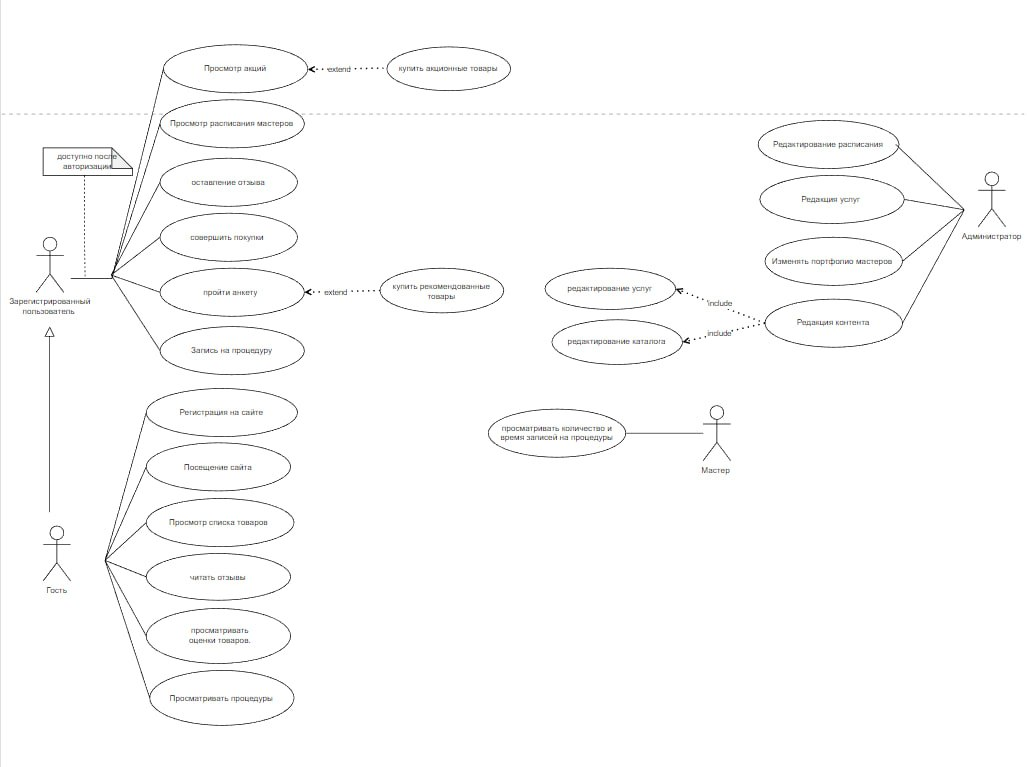 Просмотр акций
extend
купить акционные товары
Просмотр расписания мастеров
доступно после
авторизации
оставление отзыва
совершить покупки
Зарегистрированный
пользователь
пройти анкету
extend
купить рекомендованные
товары
Запись на процедуру
Редактирование расписания
Редакция услуг
Администратор
Изменять портфолио мастеров
редактирование услуг
include
Редакция контента
include
редактирование каталога
Регистрация на сайте
просматривать количество и
время записей на процедуры
Мастер
Посещение сайта
Просмотр списка товаров
читать отзывы
Гость
просматривать
оценки товаров.
Просматривать процедуры